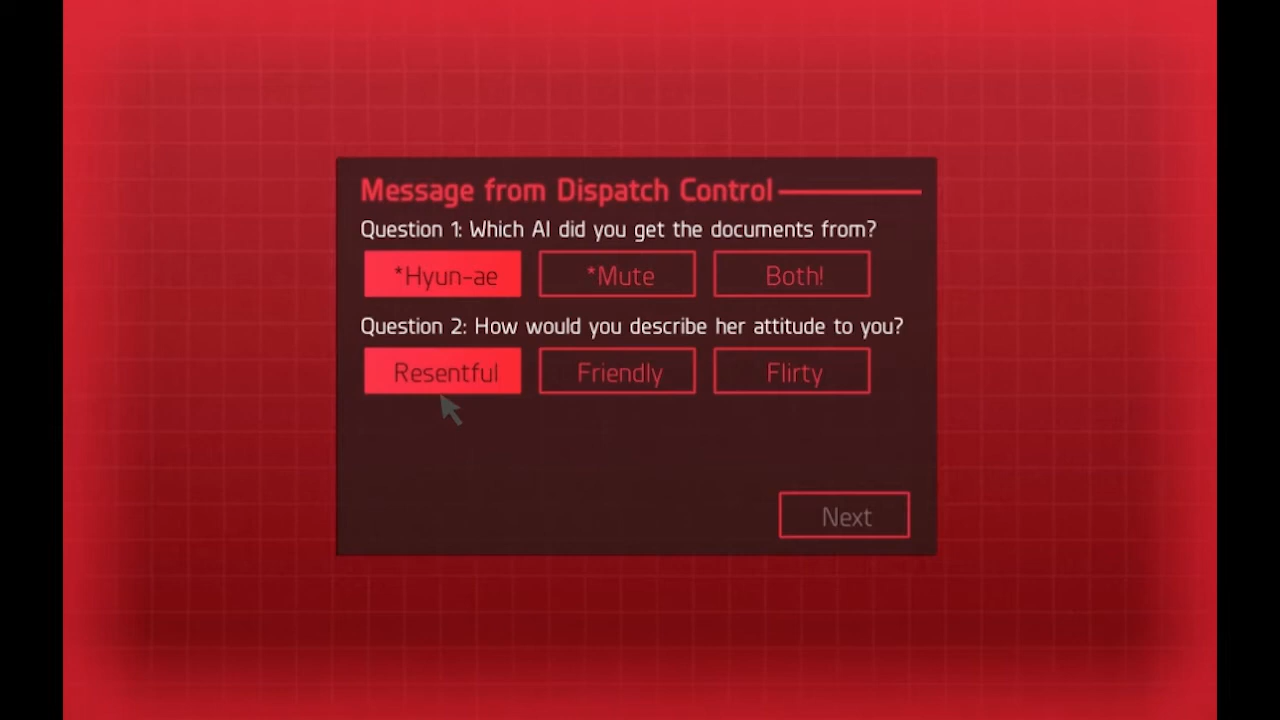 Message from Dispatch Control
Question 1: Which AI did you get the documents from?
*Hyun-ae *Mute Both!
Question 2: How would you describe her attitude to you?
Resentful Friendly Flirty
Next